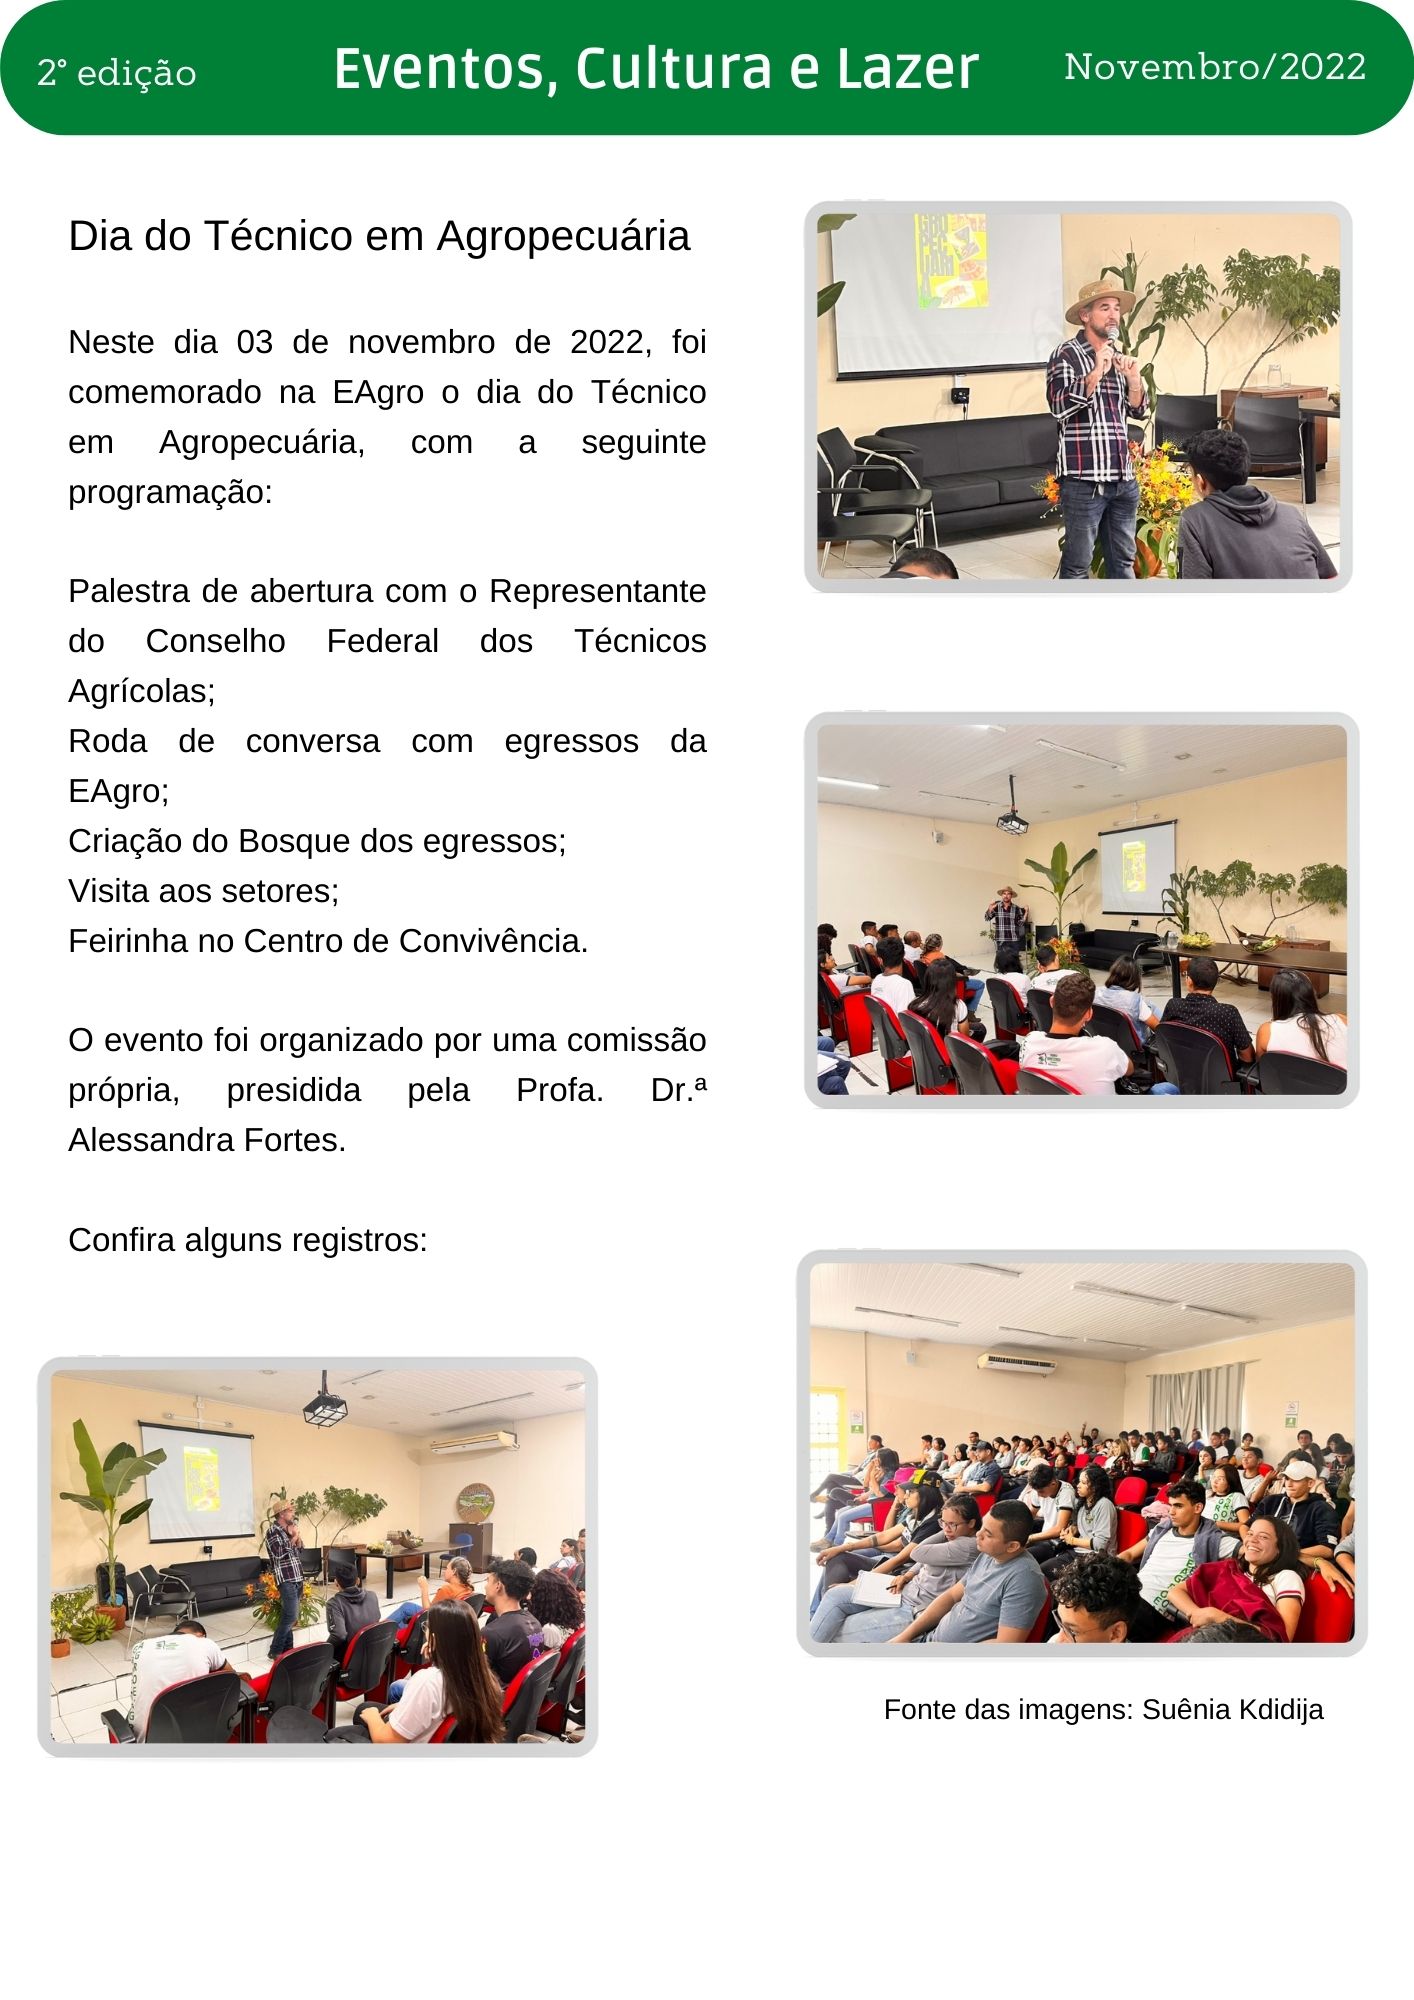 2° edição
Eventos, Cultura e Lazer
Novembro/2022
Dia do Técnico em Agropecuária
Neste dia 03 de novembro de 2022, foi
comemorado na EAgro o dia do Técnico
em Agropecuária, com a seguinte
programação:
Palestra de abertura com o Representante
do Conselho Federal dos Técnicos
Agrícolas;
Roda de conversa com egressos da
EAgro;
Criação do Bosque dos egressos;
Visita aos setores;
Feirinha no Centro de Convivência.
O evento foi organizado por uma comissão
própria, presidida pela Profa. Dr.ª
Alessandra Fortes.
Confira alguns registros:
GRO
PEC
UÁRI
Fonte das imagens: Suênia Kdidija